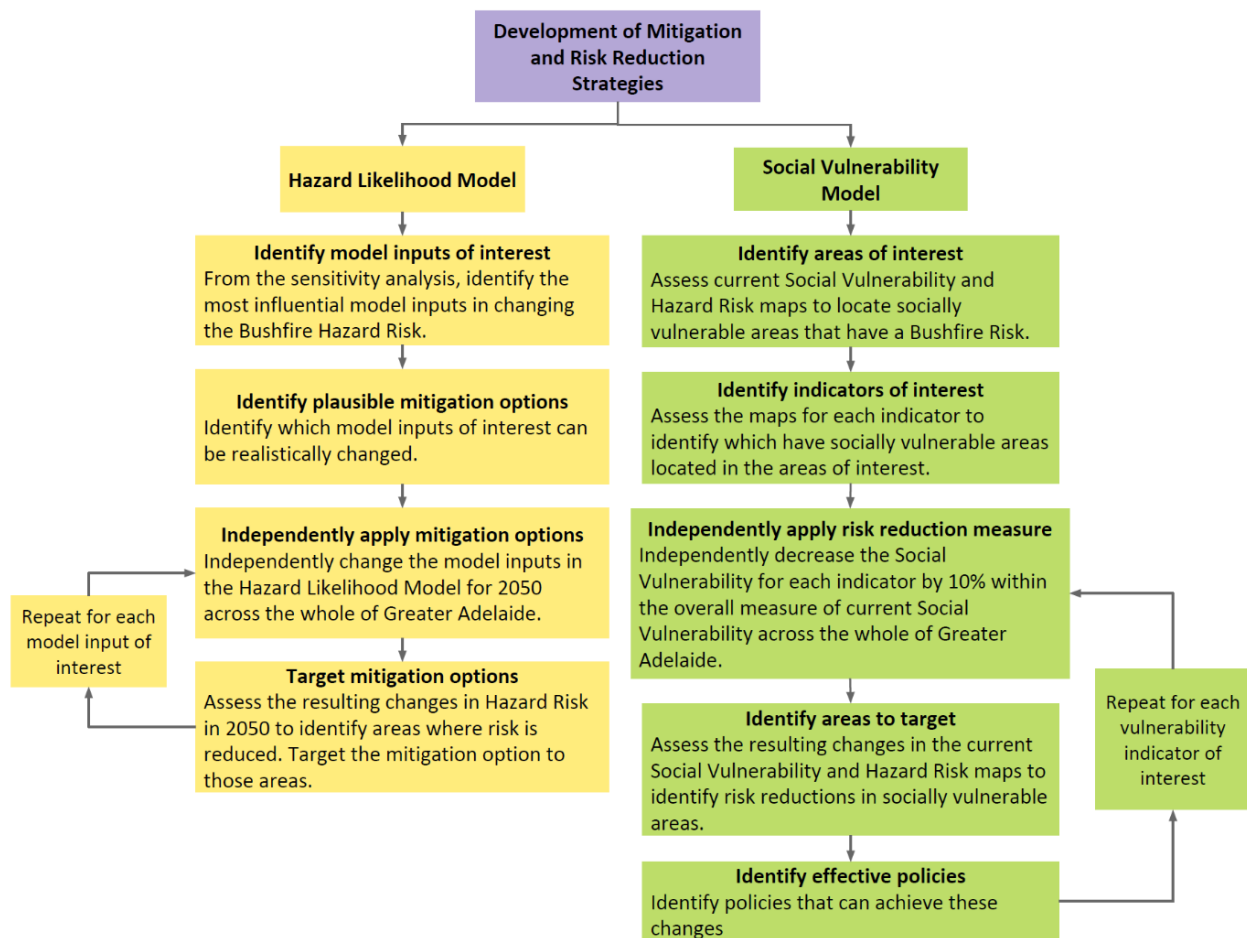 Development of Mitigation
and Risk Reduction
Strategies
Hazard Likelihood Model
Identify model inputs of interest
From the sensitivity analysis, identify the
most influential model inputs in changing
the Bushfire Hazard Risk.
Identify plausible mitigation options
Identify which model inputs of interest can
be realistically changed.
Independently apply mitigation options
Independently change the model inputs in
the Hazard Likelihood Model for 2050
across the whole of Greater Adelaide.
Target mitigation options
Assess the resulting changes in Hazard Risk
in 2050 to identify areas where risk is
reduced. Target the mitigation option to
those areas.
Repeat for each
model input of
interest
Social Vulnerability
Model
Identify areas of interest
Assess current Social Vulnerability and
Hazard Risk maps to locate socially
vulnerable areas that have a Bushfire Risk.
Identify indicators of interest
Assess the maps for each indicator to
identify which have socially vulnerable areas
located in the areas of interest.
Independently apply risk reduction measure
Independently decrease the Social
Vulnerability for each indicator by 10% within
the overall measure of current Social
Vulnerability across the whole of Greater
Adelaide.
Identify areas to target
Assess the resulting changes in the current
Social Vulnerability and Hazard Risk maps to
identify risk reductions in socially vulnerable
areas.
Identify effective policies
Identify policies that can achieve these
changes
Repeat for each
vulnerability
indicator of
interest